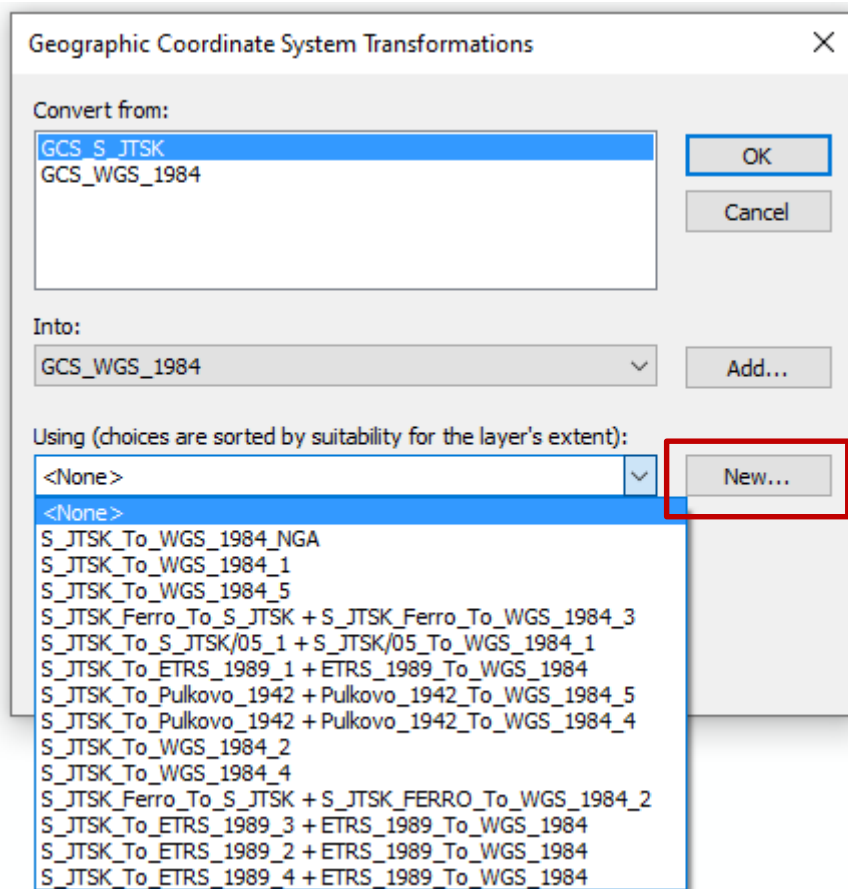 Geographic Coordinate System Transformations
Convert from:
GCS_S_JTSK
GCS_WGS_1984
OK
Cancel
Into:
GCS_WGS_1984
Add...
Using (choices are sorted by suitability for the layer's extent):
<None>
New...
<None>
S_JTSK_To_WGS_1984_NGA
S_JTSK_To_WGS_1984_1
S_JTSK_To_WGS_1984_5
S_JTSK_Ferro_To_S_JTSK + S_JTSK_Ferro_To_WGS_1984_3
S_JTSK_To_S_JTSK/05_1 + S_JTSK/05_To_WGS_1984_1
S_JTSK_To_ETRS_1989_1 + ETRS_1989_To_WGS_1984
S_JTSK_To_Pulkovo_1942 + Pulkovo_1942_To_WGS_1984_5
S_JTSK_To_Pulkovo_1942 + Pulkovo_1942_To_WGS_1984_4
S_JTSK_To_WGS_1984_2
S_JTSK_To_WGS_1984_4
S_JTSK_Ferro_To_S_JTSK + S_JTSK_FERRO_To_WGS_1984_2
S_JTSK_To_ETRS_1989_3 + ETRS_1989_To_WGS_1984
S_JTSK_To_ETRS_1989_2 + ETRS_1989_To_WGS_1984
S_JTSK_To_ETRS_1989_4 + ETRS_1989_To_WGS_1984